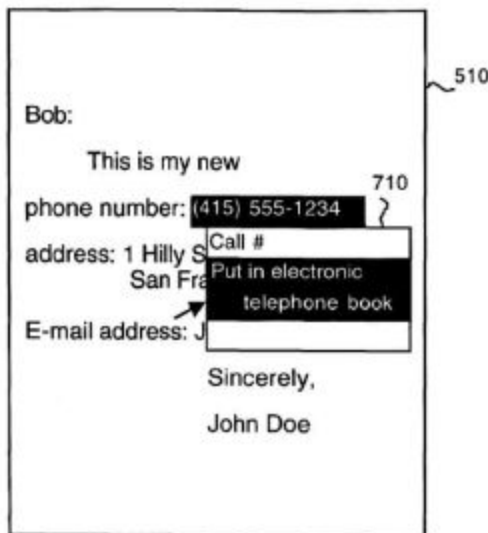 510
Bob:
This is my new
710
phone number: (415) 555-1234
Call #
address: 1 Hilly S
Put in electronic
San Fra
telephone book
E-mail address: J
Sincerely,
John Doe